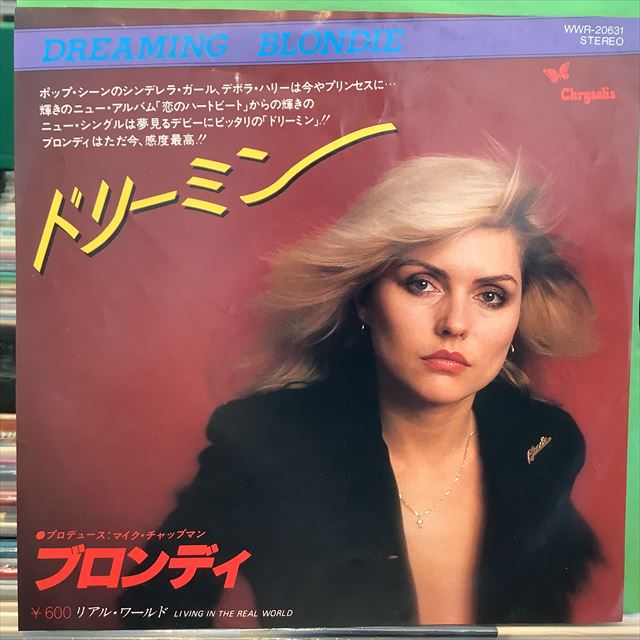 DREAMING / BLONDIE
WWR-20631
STEREO
Chrysalis
ポップ・シーンのシンデレラ・ガール、デボラ・ハリーは今やプリンセスに…
輝きのニュー・アルバム「恋のハートビート」からの輝きの
ニュー・シングルは夢見るデビーにピッタリの「ドリーミン」!!
ブロンディはただ今、感度最高!!
ドリーミン
●プロデュース:マイク・チャップマン
ブロンディ
¥600 リアル・ワールド LIVING IN THE REAL WORLD